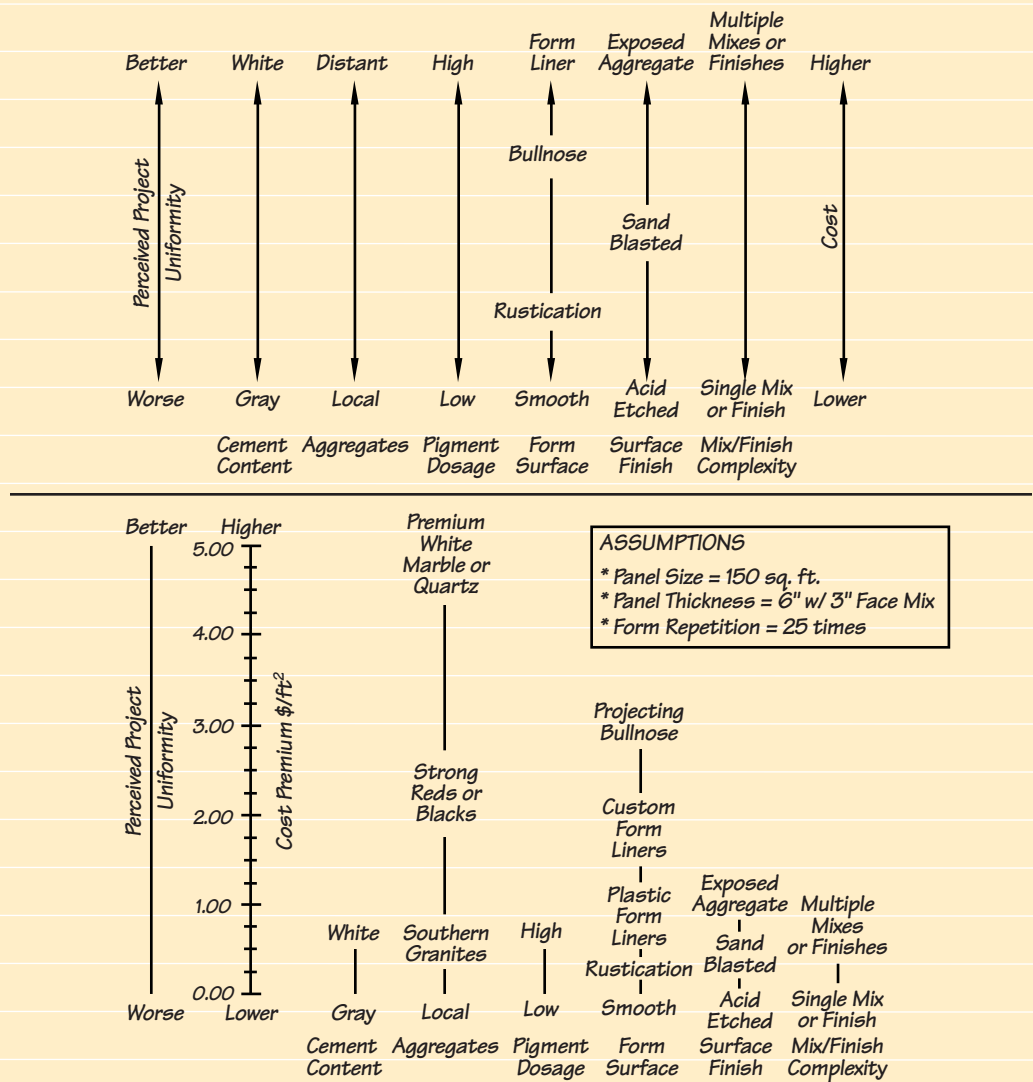 Better
White
Distant
High
Form
Liner
Exposed
Aggregate
Multiple
Mixes or
Finishes
Higher
Perceived Project
Uniformity
Bullnose
Rustication
Sand
Blasted
Cost
Worse
Gray
Local
Low
Smooth
Acid
Etched
Single Mix
or Finish
Lower
Cement
Content
Aggregates
Pigment
Dosage
Form
Surface
Surface
Finish
Mix/Finish
Complexity
Better
Higher
Perceived Project
Uniformity
5.00
4.00
3.00
2.00
1.00
0.00
Cost Premium $/ft²
Worse
Lower
Premium
White
Marble or
Quartz
Strong
Reds or
Blacks
Southern
Granites
Local
White
Gray
High
Low
ASSUMPTIONS
* Panel Size = 150 sq. ft.
* Panel Thickness = 6" w/ 3" Face Mix
* Form Repetition = 25 times
Projecting
Bullnose
Custom
Form
Liners
Plastic
Form
Liners
Rustication
Smooth
Exposed
Aggregate
Sand
Blasted
Acid
Etched
Multiple
Mixes
or Finishes
Single Mix
or Finish
Cement
Content
Aggregates
Pigment
Dosage
Form
Surface
Surface
Finish
Mix/Finish
Complexity